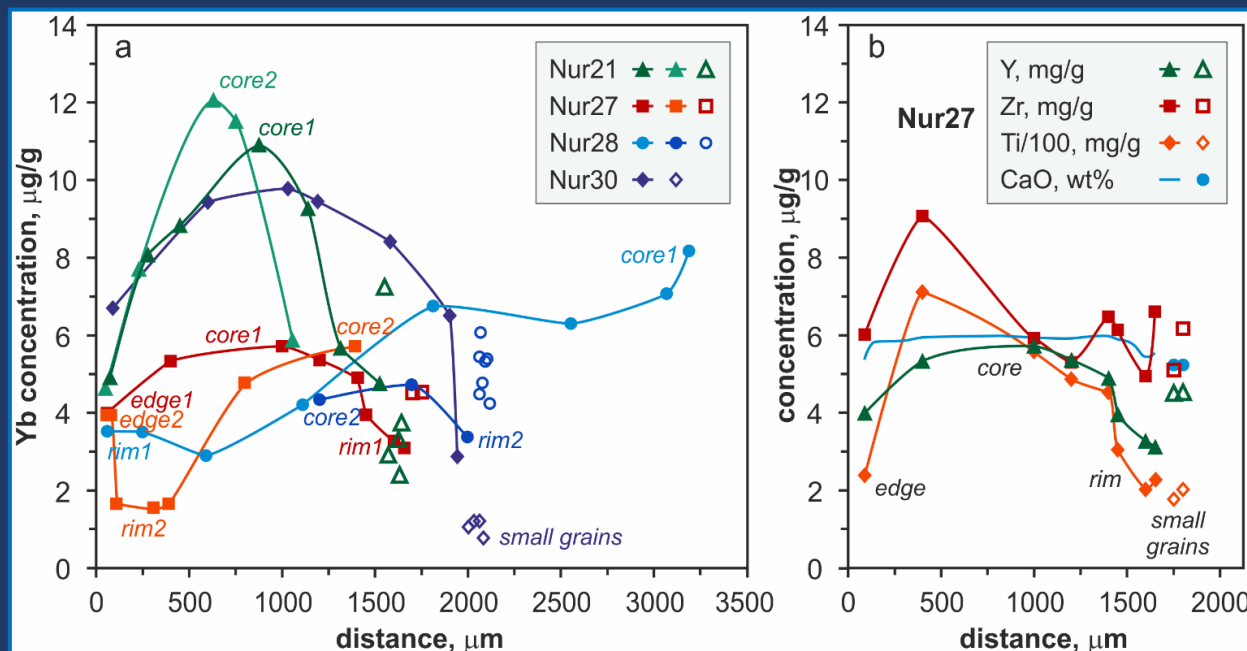 a
Nur21
Nur27
Nur28
Nur30
core2
core1
core1
core2
core1
edge1
edge2
rim1
rim2
core2
rim1
rim2
small grains
14
12
10
8
6
4
2
0
Yb concentration, µg/g
0 500 1000 1500 2000 2500 3000 3500
distance, µm
b
Nur27
Y, mg/g
Zr, mg/g
Ti/100, mg/g
CaO, wt%
core
edge
rim
small
grains
14
12
10
8
6
4
2
0
concentration, µg/g
0 500 1000 1500 2000
distance, µm